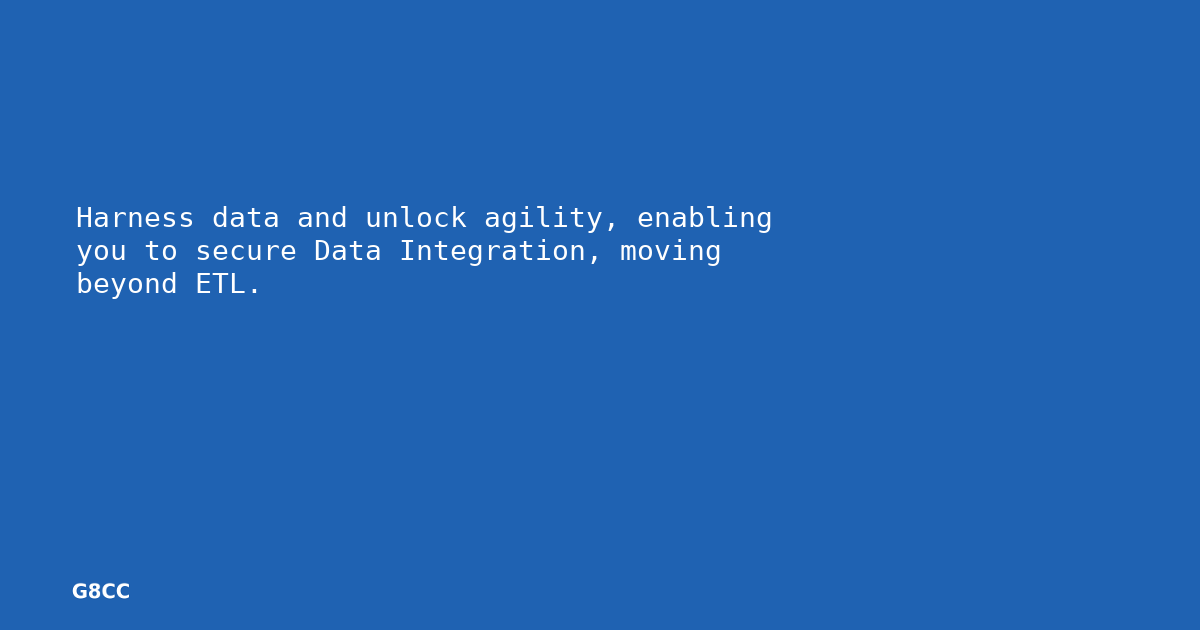 Harness data and unlock agility, enabling
you to secure Data Integration, moving
beyond ETL.
G8CC